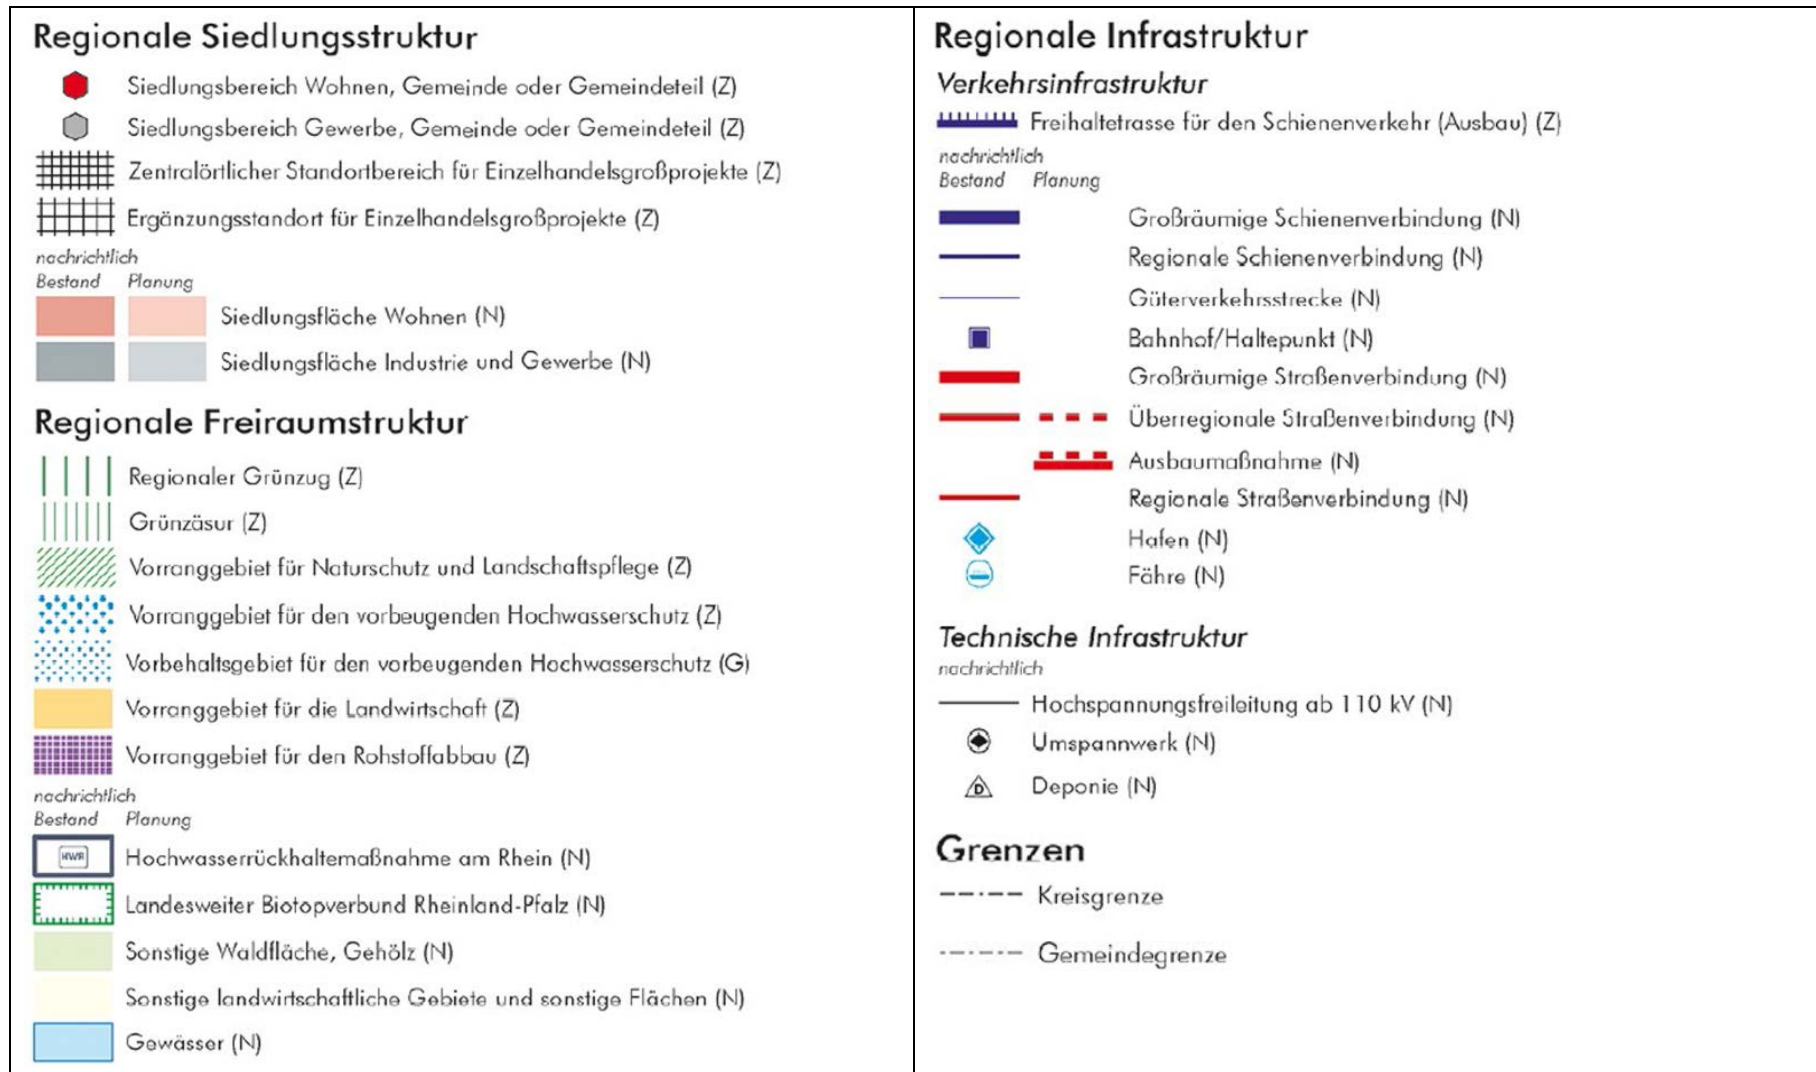 Regionale Siedlungsstruktur
Siedlungsbereich Wohnen, Gemeinde oder Gemeindeteil (Z)
Siedlungsbereich Gewerbe, Gemeinde oder Gemeindeteil (Z)
Zentralörtlicher Standortbereich für Einzelhandelsgroßprojekte (Z)
Ergänzungsstandort für Einzelhandelsgroßprojekte (Z)
nachrichtlich
Bestand Planung
Siedlungsfläche Wohnen (N)
Siedlungsfläche Industrie und Gewerbe (N)
Regionale Freiraumstruktur
Regionaler Grünzug (Z)
Grünzäsur (Z)
Vorranggebiet für Naturschutz und Landschaftspflege (Z)
Vorranggebiet für den vorbeugenden Hochwasserschutz (Z)
Vorbehaltsgebiet für den vorbeugenden Hochwasserschutz (G)
Vorranggebiet für die Landwirtschaft (Z)
Vorranggebiet für den Rohstoffabbau (Z)
nachrichtlich
Bestand Planung
HWR Hochwasserrückhaltemaßnahme am Rhein (N)
Landesweiter Biotopverbund Rheinland-Pfalz (N)
Sonstige Waldfläche, Gehölz (N)
Sonstige landwirtschaftliche Gebiete und sonstige Flächen (N)
Gewässer (N)
Regionale Infrastruktur
Verkehrsinfrastruktur
Freihaltetrasse für den Schienenverkehr (Ausbau) (Z)
nachrichtlich
Bestand Planung
Großräumige Schienenverbindung (N)
Regionale Schienenverbindung (N)
Güterverkehrsstrecke (N)
Bahnhof/Haltepunkt (N)
Großräumige Straßenverbindung (N)
Überregionale Straßenverbindung (N)
Ausbaumaßnahme (N)
Regionale Straßenverbindung (N)
Hafen (N)
Fähre (N)
Technische Infrastruktur
nachrichtlich
Hochspannungsfreileitung ab 110 kV (N)
Umspannwerk (N)
D Deponie (N)
Grenzen
Kreisgrenze
Gemeindegrenze